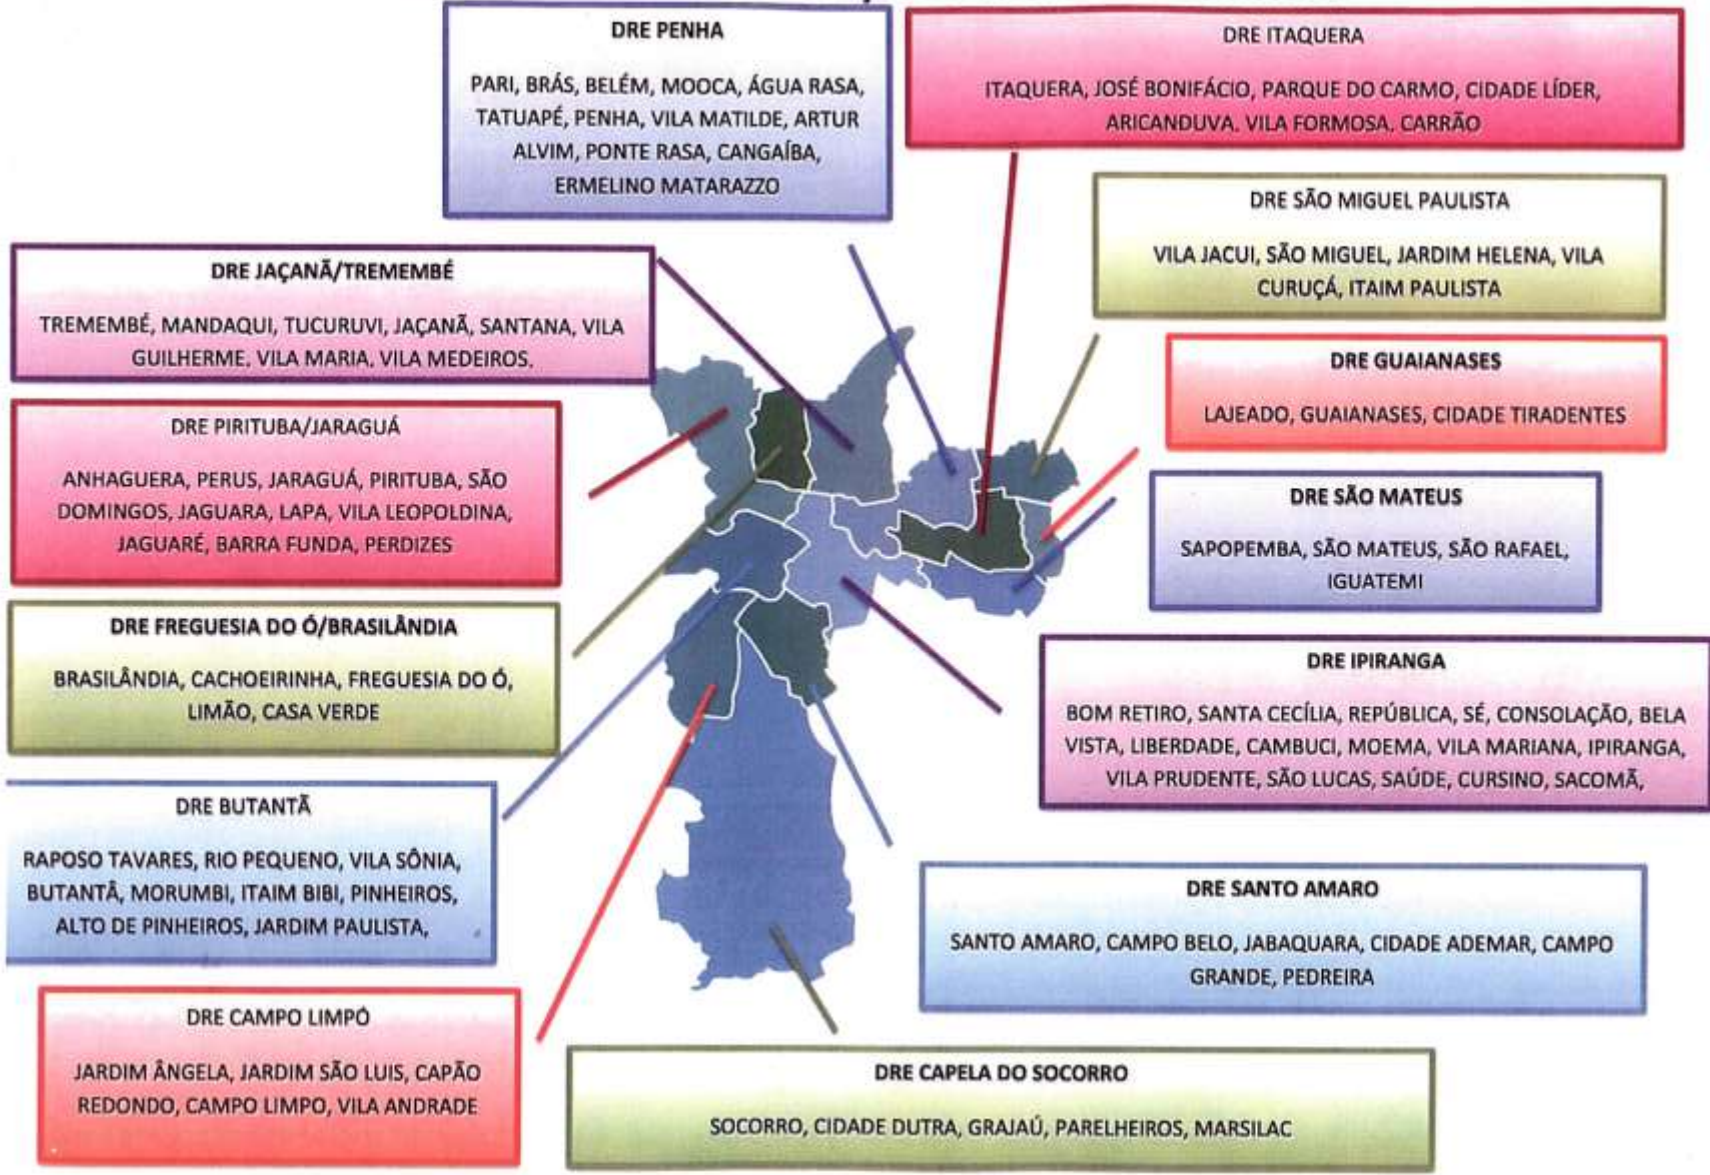 DRE PENHA
PARI, BRÁS, BELÉM, MOOCA, ÁGUA RASA,
TATUAPÉ, PENHA, VILA MATILDE, ARTUR
ALVIM, PONTE RASA, CANGAÍBA,
ERMELINO MATARAZZO
DRE ITAQUERA
ITAQUERA, JOSÉ BONIFÁCIO, PARQUE DO CARMO, CIDADE LÍDER,
ARICANDUVA, VILA FORMOSA, CARRÃO
DRE SÃO MIGUEL PAULISTA
VILA JACUI, SÃO MIGUEL, JARDIM HELENA, VILA
CURUÇÁ, ITAIM PAULISTA
DRE JAÇANÃ/TREMEMBÉ
TREMEMBÉ, MANDAQUI, TUCURUVI, JAÇANÃ, SANTANA, VILA
GUILHERME, VILA MARIA, VILA MEDEIROS.
DRE GUAIANASES
LAJEADO, GUAIANASES, CIDADE TIRADENTES
DRE PIRITUBA/JARAGUÁ
ANHAGUERA, PERUS, JARAGUÁ, PIRITUBA, SÃO
DOMINGOS, JAGUARA, LAPA, VILA LEOPOLDINA,
JAGUARÉ, BARRA FUNDA, PERDIZES
DRE SÃO MATEUS
SAPOPEMBA, SÃO MATEUS, SÃO RAFAEL,
IGUATEMI
DRE FREGUESIA DO Ó/BRASILÂNDIA
BRASILÂNDIA, CACHOEIRINHA, FREGUESIA DO Ó,
LIMÃO, CASA VERDE
DRE IPIRANGA
BOM RETIRO, SANTA CECÍLIA, REPÚBLICA, SÉ, CONSOLAÇÃO, BELA
VISTA, LIBERDADE, CAMBUCI, MOEMA, VILA MARIANA, IPIRANGA,
VILA PRUDENTE, SÃO LUCAS, SAÚDE, CURSINO, SACOMÃ,
DRE BUTANTÃ
RAPOSO TAVARES, RIO PEQUENO, VILA SÔNIA,
BUTANTÃ, MORUMBI, ITAIM BIBI, PINHEIROS,
ALTO DE PINHEIROS, JARDIM PAULISTA,
DRE SANTO AMARO
SANTO AMARO, CAMPO BELO, JABAQUARA, CIDADE ADEMAR, CAMPO
GRANDE, PEDREIRA
DRE CAMPO LIMPO
JARDIM ÂNGELA, JARDIM SÃO LUIS, CAPÃO
REDONDO, CAMPO LIMPO, VILA ANDRADE
DRE CAPELA DO SOCORRO
SOCORRO, CIDADE DUTRA, GRAJAÚ, PARELHEIROS, MARSILAC